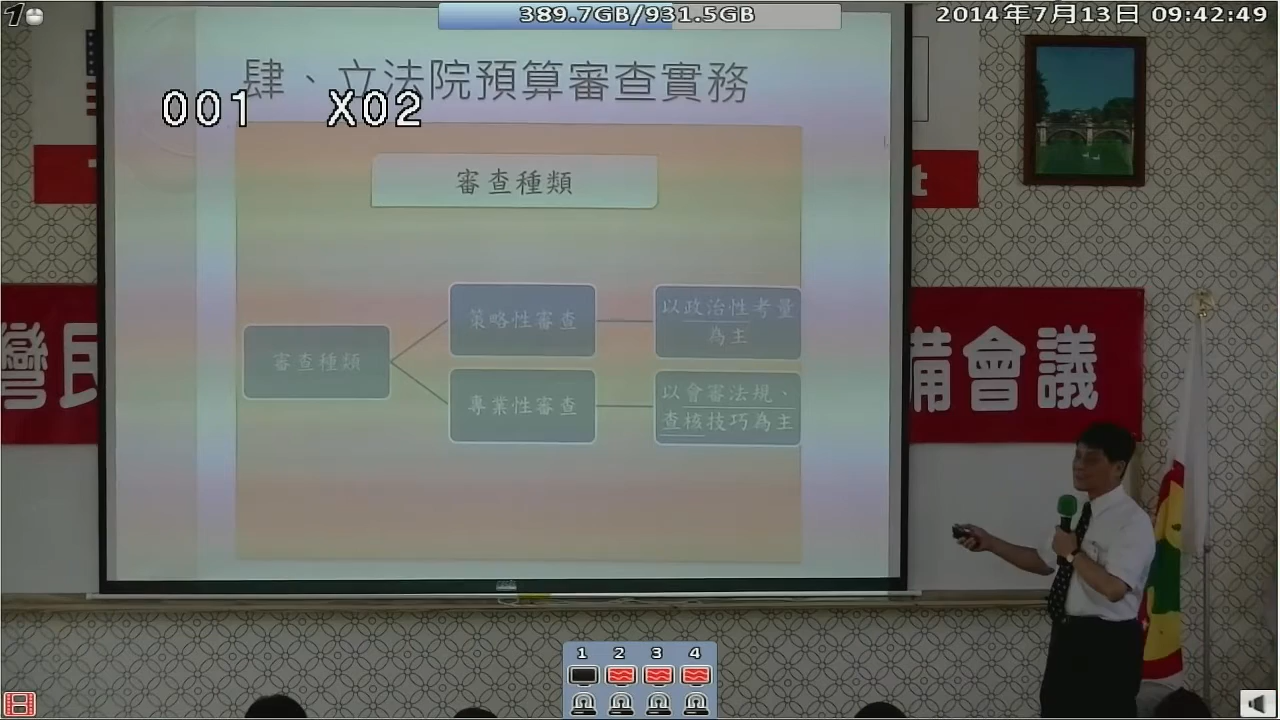 389.7GB/931.5GB
2014年7月13日 09:42:49
肆、立法院預算審查實務
001 X02
審查種類
審查種類
策略性審查
以政治性考量
為主
專業性審查
以會審法規、
查核技巧為主
灣民
備會議
t
1 2 3 4